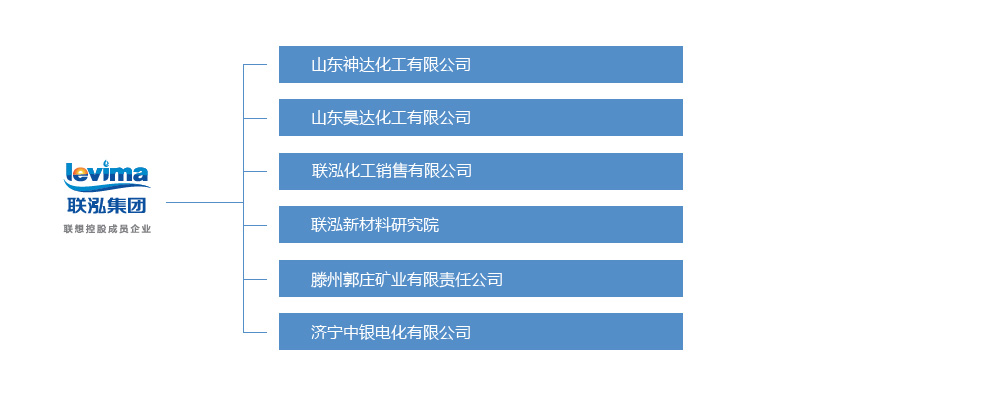 levima
联泓集团
联想控股成员企业
山东神达化工有限公司
山东昊达化工有限公司
联泓化工销售有限公司
联泓新材料研究院
滕州郭庄矿业有限责任公司
济宁中银电化有限公司